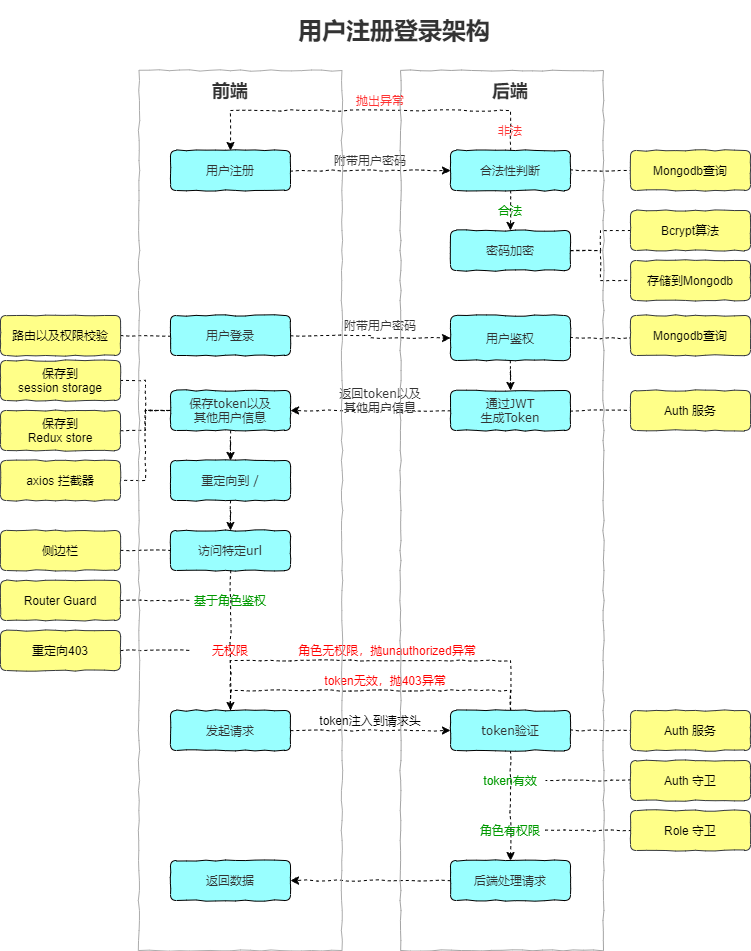 用户注册登录架构
前端
后端
抛出异常
非法
用户注册
附带用户密码
合法性判断
Mongodb查询
合法
密码加密
Bcrypt算法
存储到Mongodb
路由以及权限校验
用户登录
附带用户密码
用户鉴权
Mongodb查询
保存到
session storage
保存到
Redux store
axios 拦截器
保存token以及
其他用户信息
返回token以及
其他用户信息
通过JWT
生成Token
Auth 服务
重定向到 /
侧边栏
访问特定url
Router Guard
基于角色鉴权
重定向403
无权限
角色无权限，抛unauthorized异常
token无效，抛403异常
发起请求
token注入到请求头
token验证
Auth 服务
token有效
Auth 守卫
角色有权限
Role 守卫
返回数据
后端处理请求